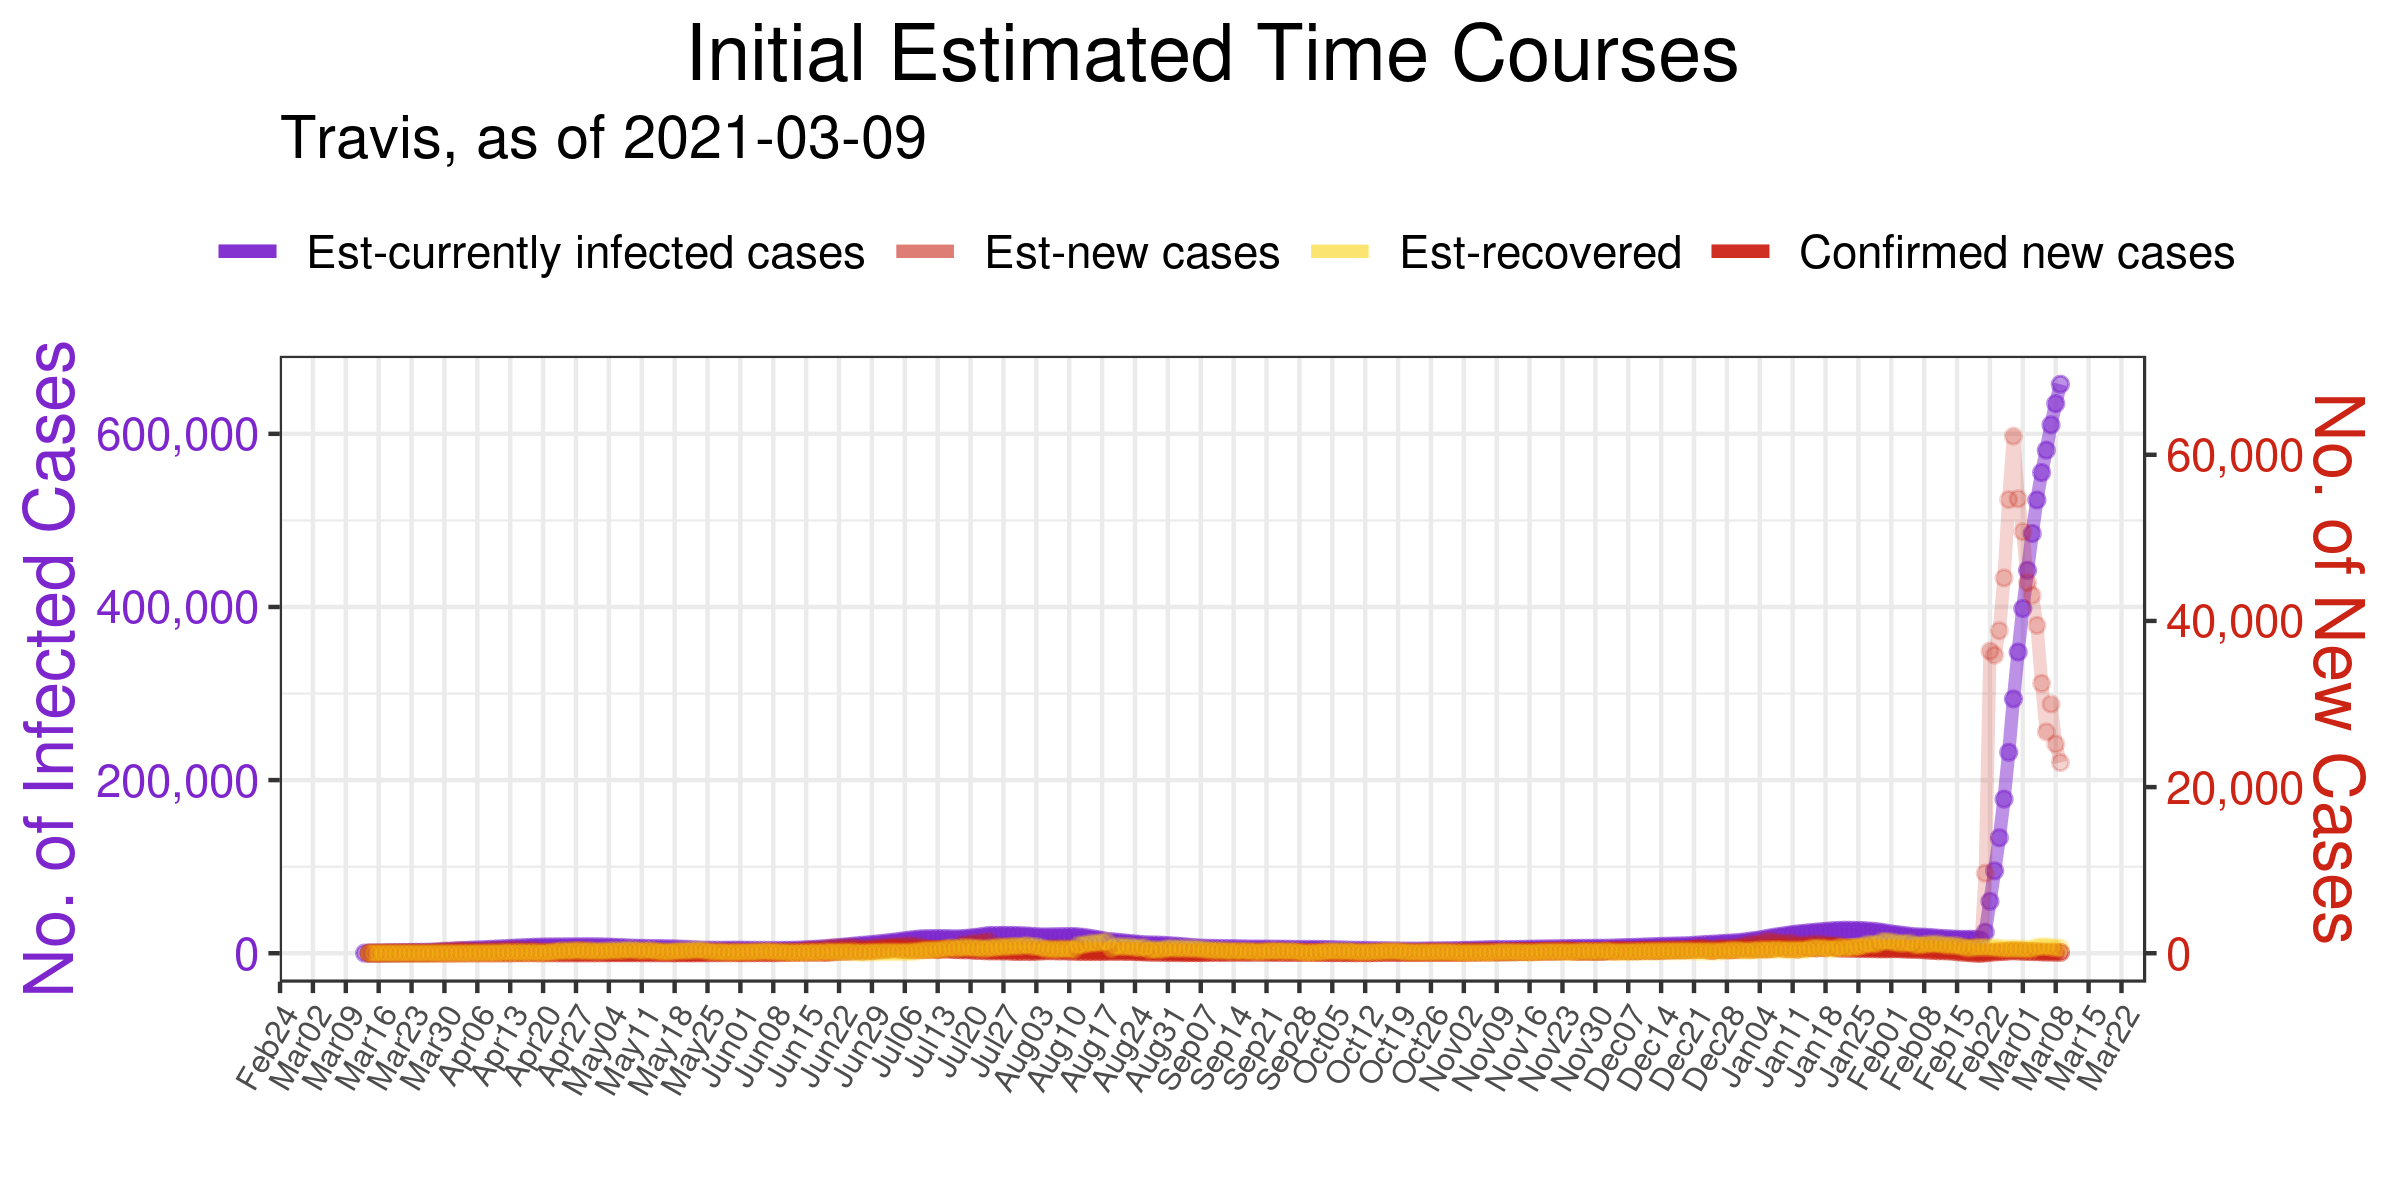 Initial Estimated Time Courses
Travis, as of 2021-03-09
Est-currently infected cases
Est-new cases
Est-recovered
Confirmed new cases
No. of Infected Cases
600,000
400,000
200,000
0
60,000
40,000
20,000
0
No. of New Cases
Feb24
Mar02
Mar09
Mar16
Mar23
Mar30
Apr06
Apr13
Apr20
Apr27
May04
May11
May18
May25
Jun01
Jun08
Jun15
Jun22
Jun29
Jul06
Jul13
Jul20
Jul27
Aug03
Aug10
Aug17
Aug24
Aug31
Sep07
Sep14
Sep21
Sep28
Oct05
Oct12
Oct19
Oct26
Nov02
Nov09
Nov16
Nov23
Nov30
Dec07
Dec14
Dec21
Dec28
Jan04
Jan11
Jan18
Jan25
Feb01
Feb08
Feb15
Feb22
Mar01
Mar08
Mar15
Mar22